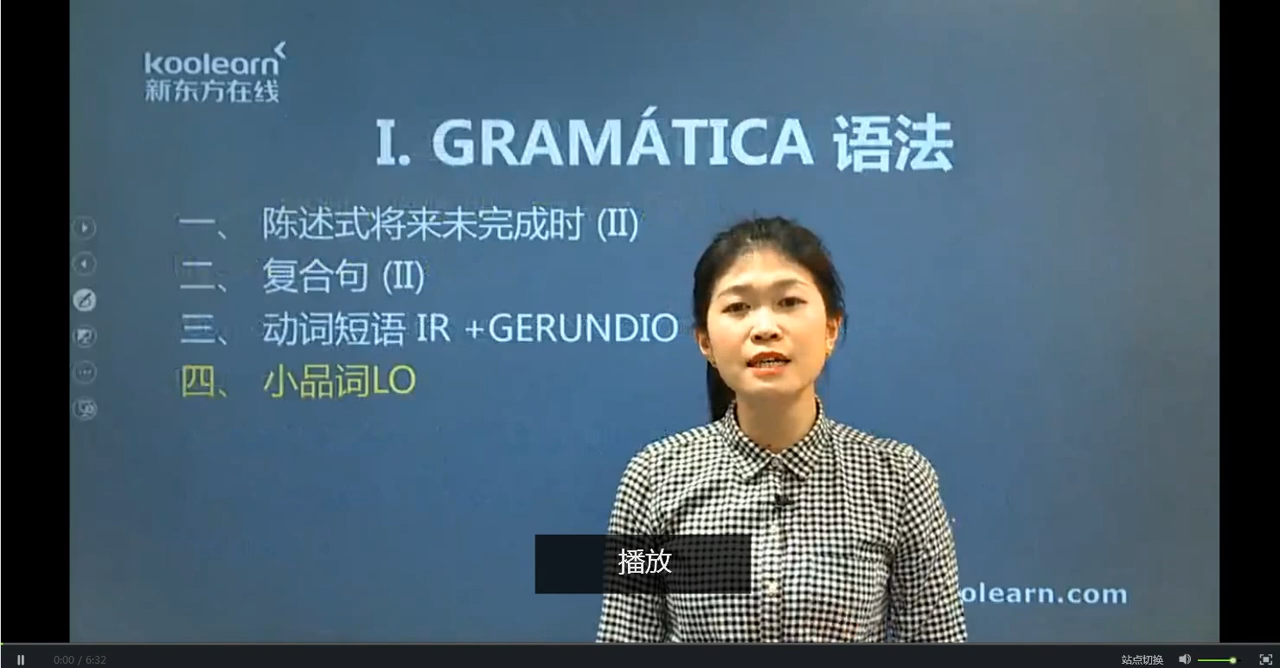 koolearn
新东方在线
I. GRAMÁTICA 语法
一、 陈述式将来未完成时 (II)
二、 复合句 (II)
三、 动词短语 IR +GERUNDIO
四、 小品词LO
播放
olearn.com
0:00 / 6:32
站点切换